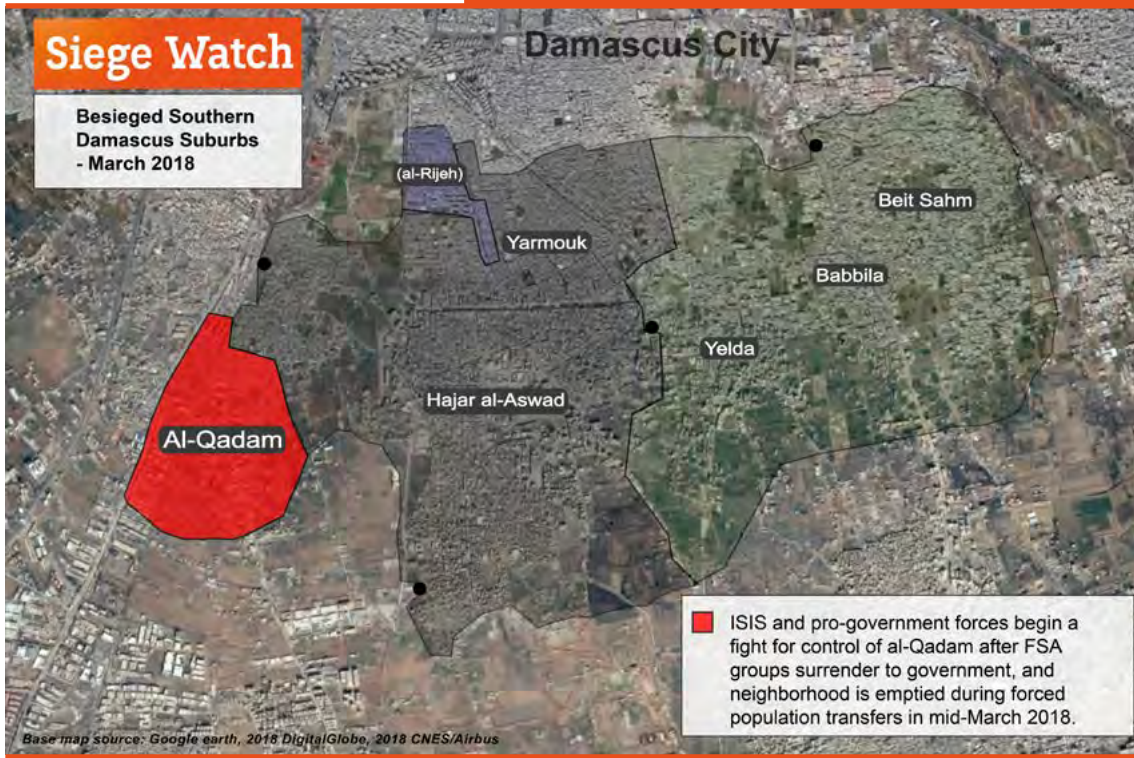 Siege Watch
Damascus City
Besieged Southern
Damascus Suburbs
- March 2018
(al-Rijeh)
Beit Sahm
Yarmouk
Babbila
Yelda
Hajar al-Aswad
Al-Qadam
ISIS and pro-government forces begin a
fight for control of al-Qadam after FSA
groups surrender to government, and
neighborhood is emptied during forced
population transfers in mid-March 2018.
Base map source: Google earth, 2018 DigitalGlobe, 2018 CNES/Airbus